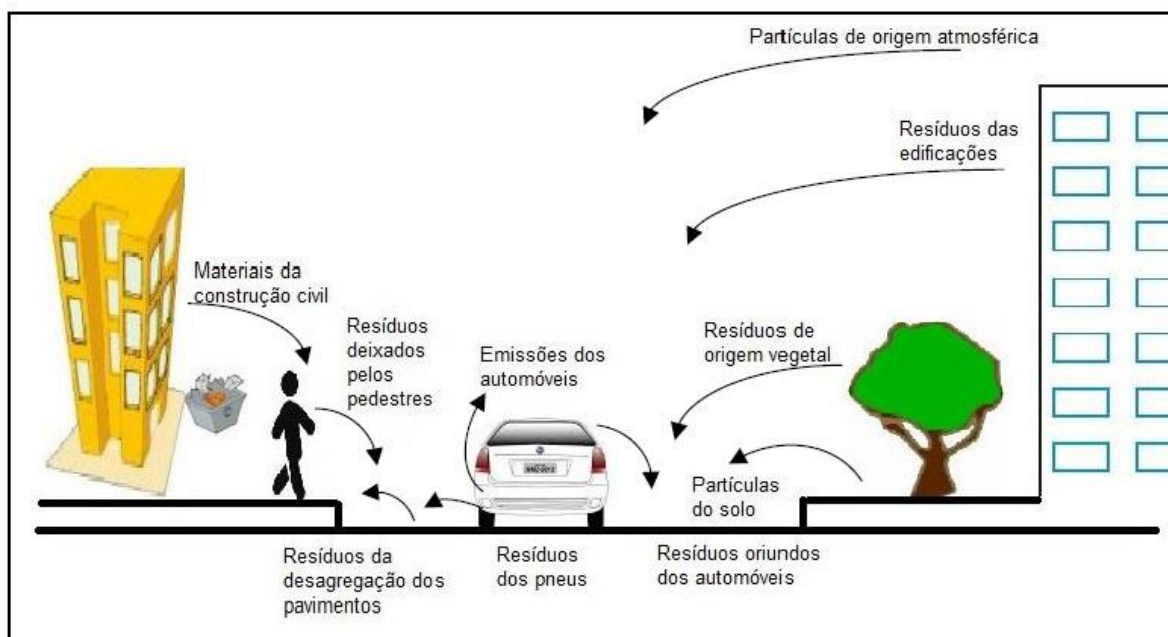 Partículas de origem atmosférica
Resíduos das
edificações
Materiais da
construção civil
Resíduos
deixados
pelos
pedestres
Emissões dos
automóveis
Resíduos de
origem vegetal
Partículas
do solo
Resíduos da
desagregação dos
pavimentos
Resíduos
dos pneus
Resíduos oriundos
dos automóveis